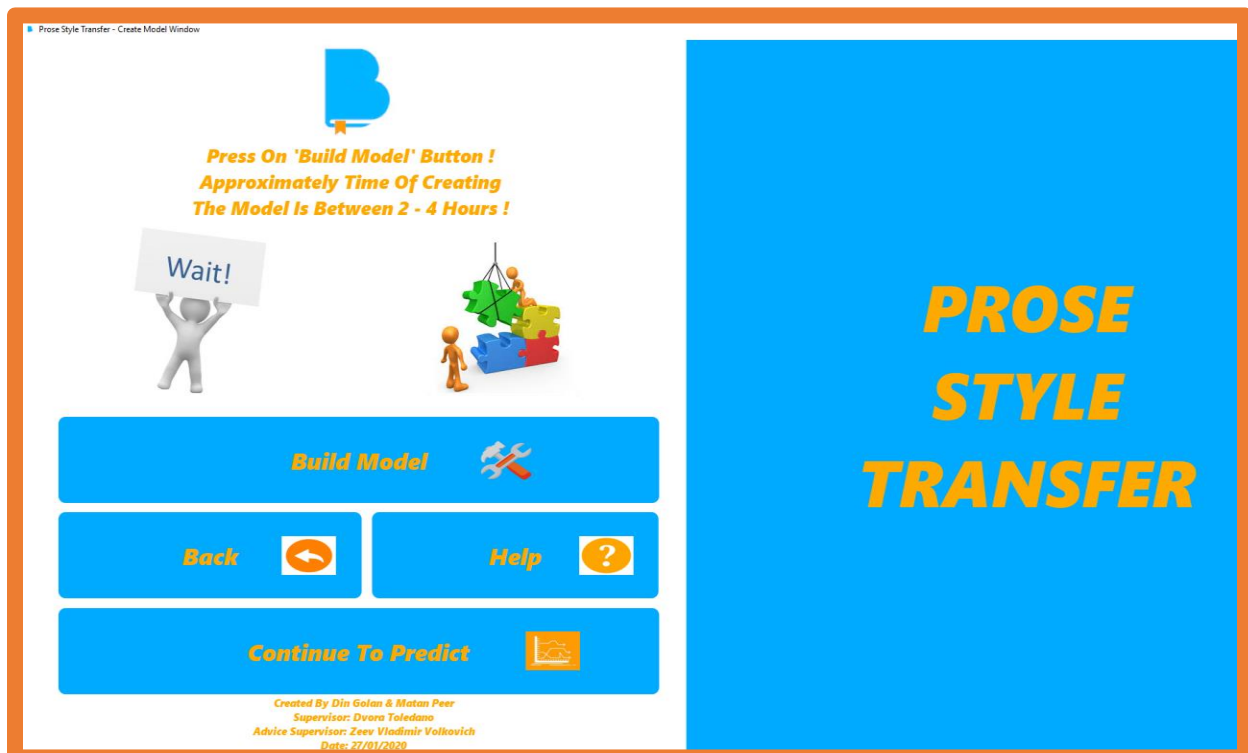 Prose Style Transfer - Create Model Window
Press On 'Build Model' Button !
Approximately Time Of Creating
The Model Is Between 2 - 4 Hours !
Wait!
Build Model
Back
Help
?
Continue To Predict
Created By Din Golan & Matan Peer
Supervisor: Dvora Toledano
Advice Supervisor: Zeev Vladimir Volkovich
Date: 27/01/2020
PROSE
STYLE
TRANSFER